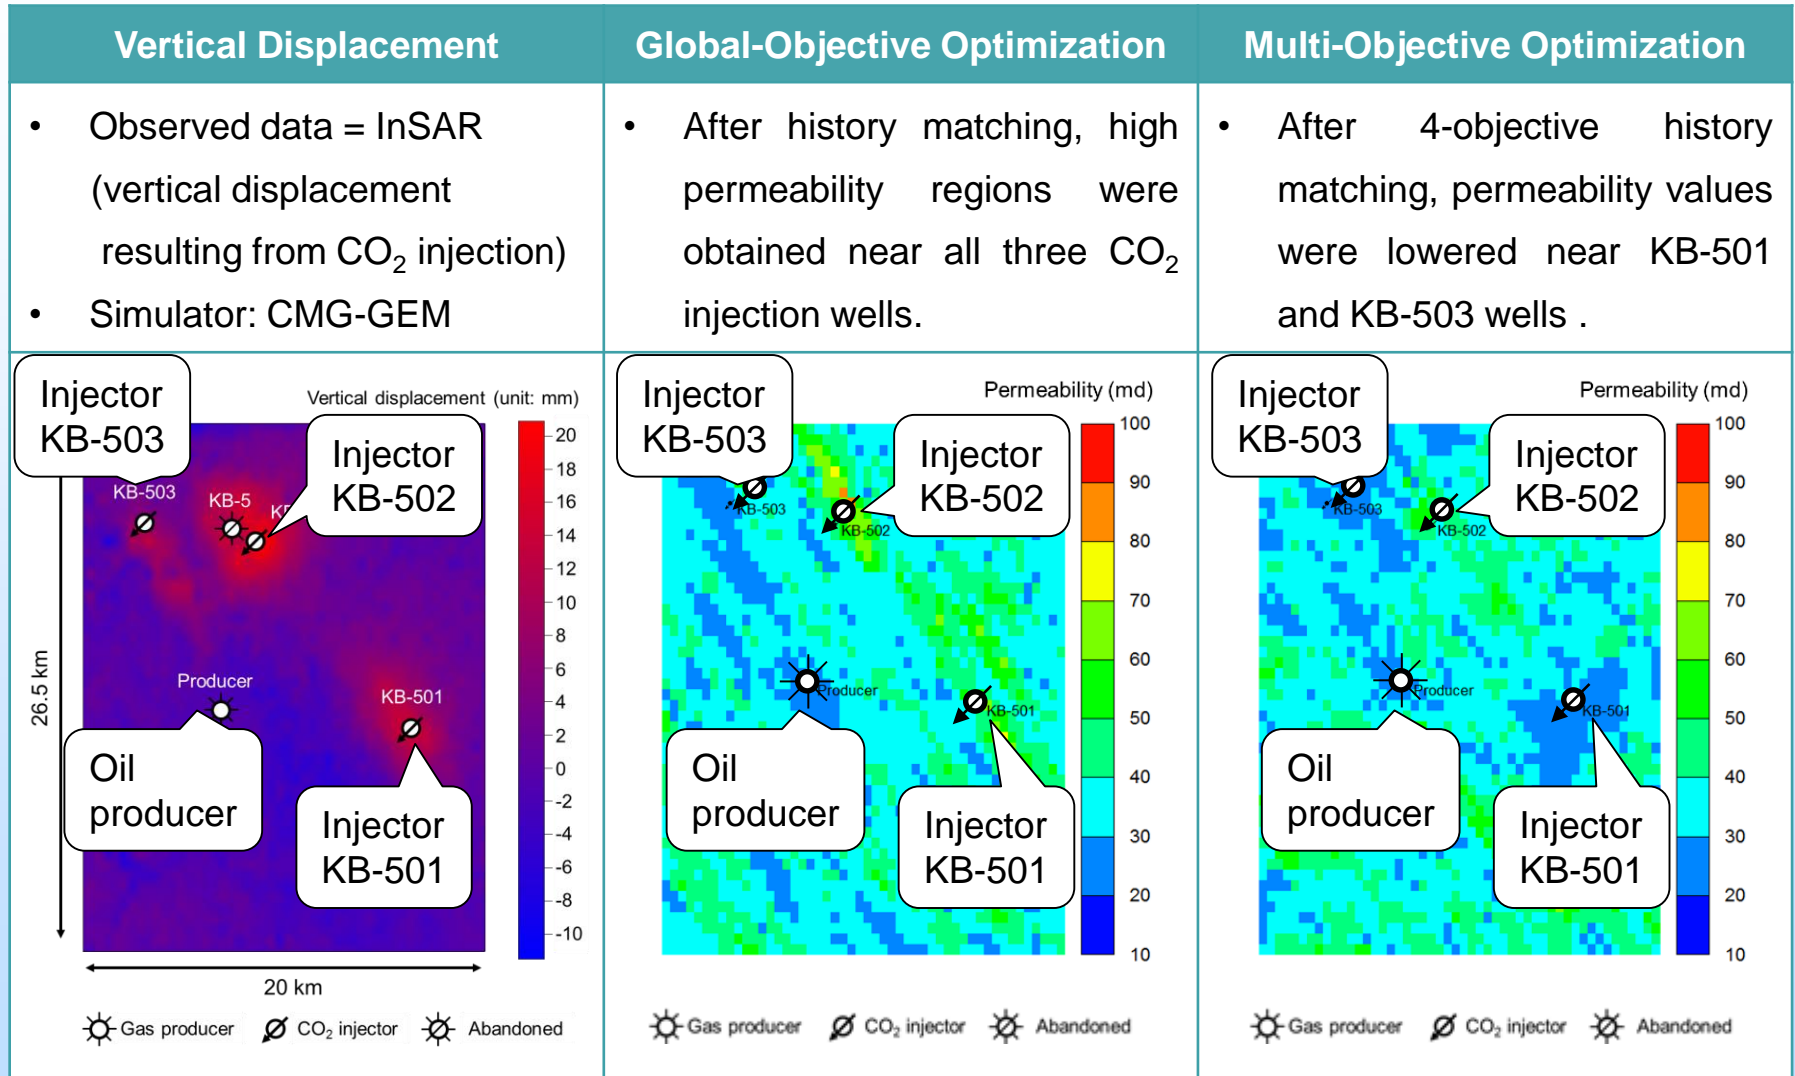 Vertical Displacement
Global-Objective Optimization
Multi-Objective Optimization
• Observed data = InSAR
(vertical displacement
resulting from CO₂ injection)
• Simulator: CMG-GEM
• After history matching, high
permeability regions were
obtained near all three CO₂
injection wells.
• After 4-objective history
matching, permeability values
were lowered near KB-501
and KB-503 wells .
Injector
KB-503
Vertical displacement (unit: mm)
Injector
KB-502
KB-503
KB-5
Producer
KB-501
Oil
producer
Injector
KB-501
20
18
16
14
12
10
8
6
4
2
0
-2
-4
-6
-8
-10
26.5 km
20 km
Gas producer
CO₂ injector
Abandoned
Injector
KB-503
Permeability (md)
Injector
KB-502
KB-503
KB-502
Producer
KB-501
Oil
producer
Injector
KB-501
100
90
80
70
60
50
40
30
20
10
Gas producer
CO₂ injector
Abandoned
Injector
KB-503
Permeability (md)
Injector
KB-502
KB-503
KB-502
Producer
KB-501
Oil
producer
Injector
KB-501
100
90
80
70
60
50
40
30
20
10
Gas producer
CO₂ injector
Abandoned